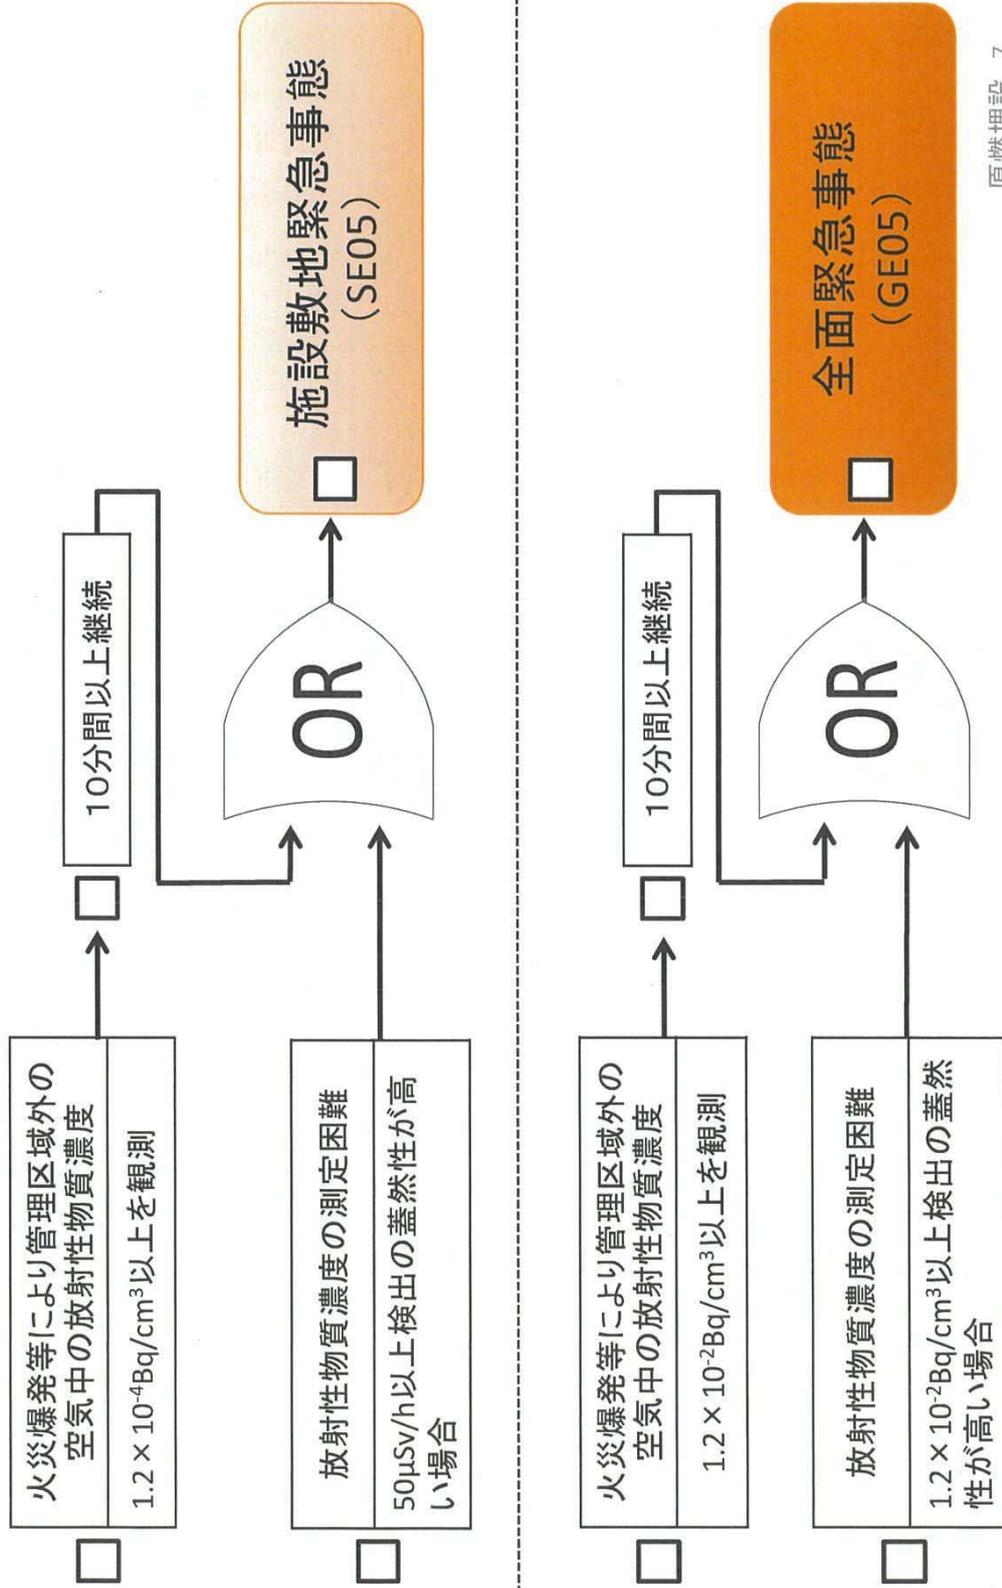 火災爆発等により管理区域外の
空気中の放射性物質濃度
1.2×10⁻⁴Bq/cm³以上を観測
10分間以上継続
放射性物質濃度の測定困難
50μSv/h以上検出の蓋然性が高
い場合
OR
施設敷地緊急事態
(SE05)
火災爆発等により管理区域外の
空気中の放射性物質濃度
1.2×10⁻²Bq/cm³以上を観測
10分間以上継続
放射性物質濃度の測定困難
1.2×10⁻²Bq/cm³以上検出の蓋然
性が高い場合
OR
全面緊急事態
(GE05)
原燃埋設